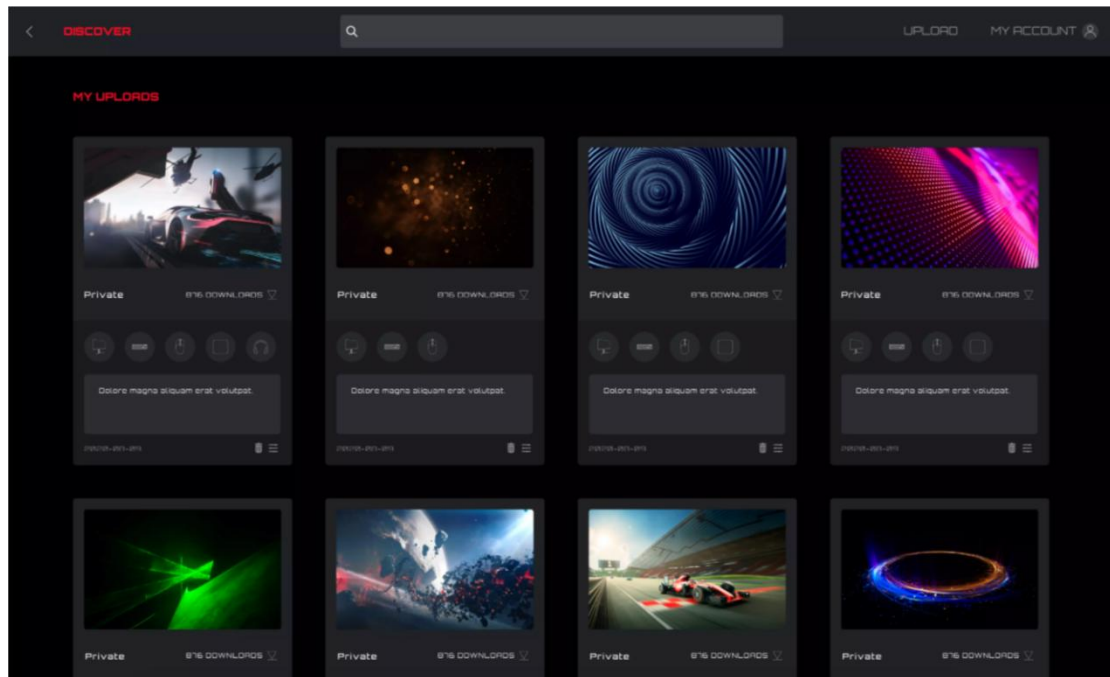 DISCOVER
UPLOAD MY ACCOUNT
MY UPLOADS
Private 876 DOWNLOADS Private 876 DOWNLOADS Private 876 DOWNLOADS Private 876 DOWNLOADS
Dolore magna aliquam erat volutpat. Dolore magna aliquam erat volutpat. Dolore magna aliquam erat volutpat. Dolore magna aliquam erat volutpat.
Private 876 DOWNLOADS Private 876 DOWNLOADS Private 876 DOWNLOADS Private 876 DOWNLOADS